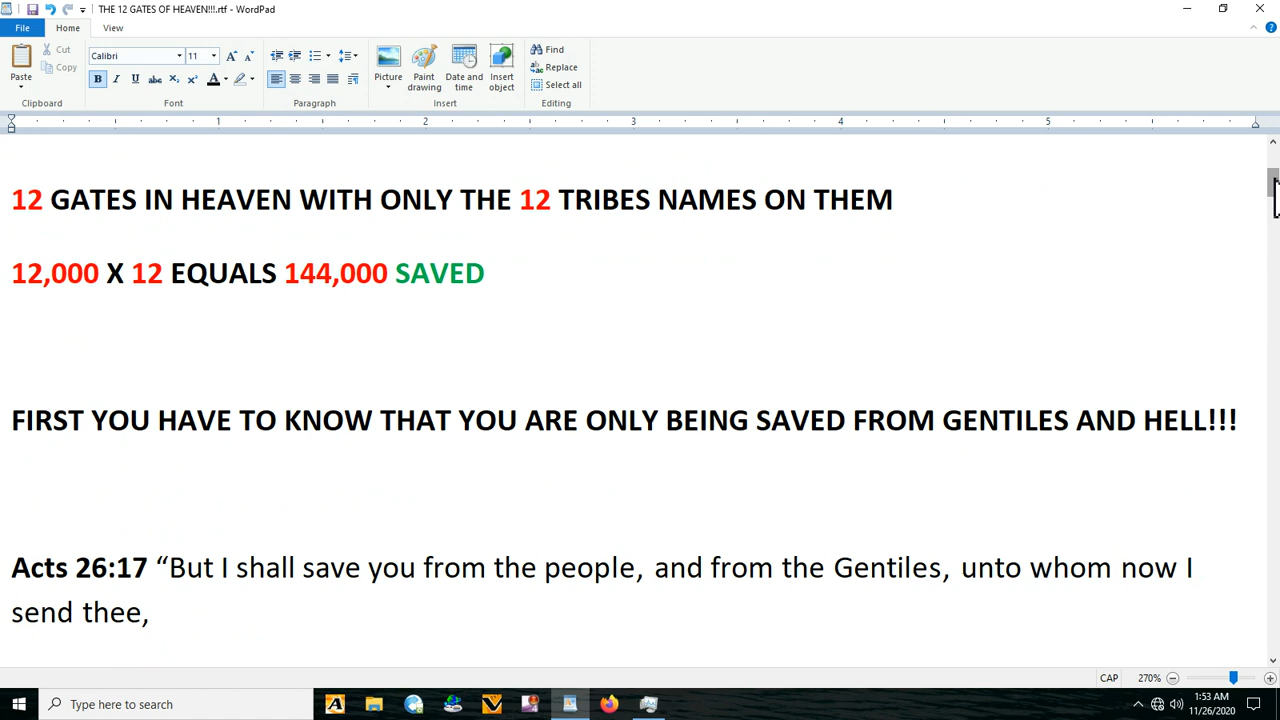 THE 12 GATES OF HEAVEN!!!.rtf - WordPad
File Home View
Paste Cut Copy Calibri 11 Picture Paint drawing Date and time Insert object Find Replace Select all
Clipboard Font Paragraph Insert Editing
1 2 3 4 5
12 GATES IN HEAVEN WITH ONLY THE 12 TRIBES NAMES ON THEM
12,000 X 12 EQUALS 144,000 SAVED
FIRST YOU HAVE TO KNOW THAT YOU ARE ONLY BEING SAVED FROM GENTILES AND HELL!!!
Acts 26:17 “But I shall save you from the people, and from the Gentiles, unto whom now I
send thee,
CAP 270%
Type here to search 1:53 AM
11/26/2020